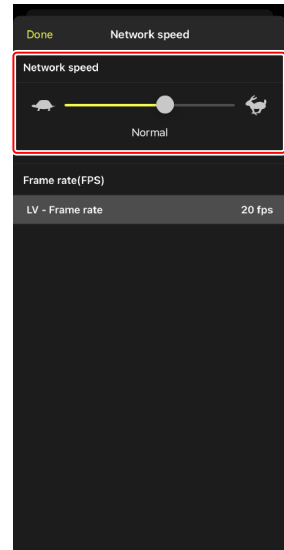 Done Network speed
Network speed
Normal
Frame rate(FPS)
LV - Frame rate 20 fps